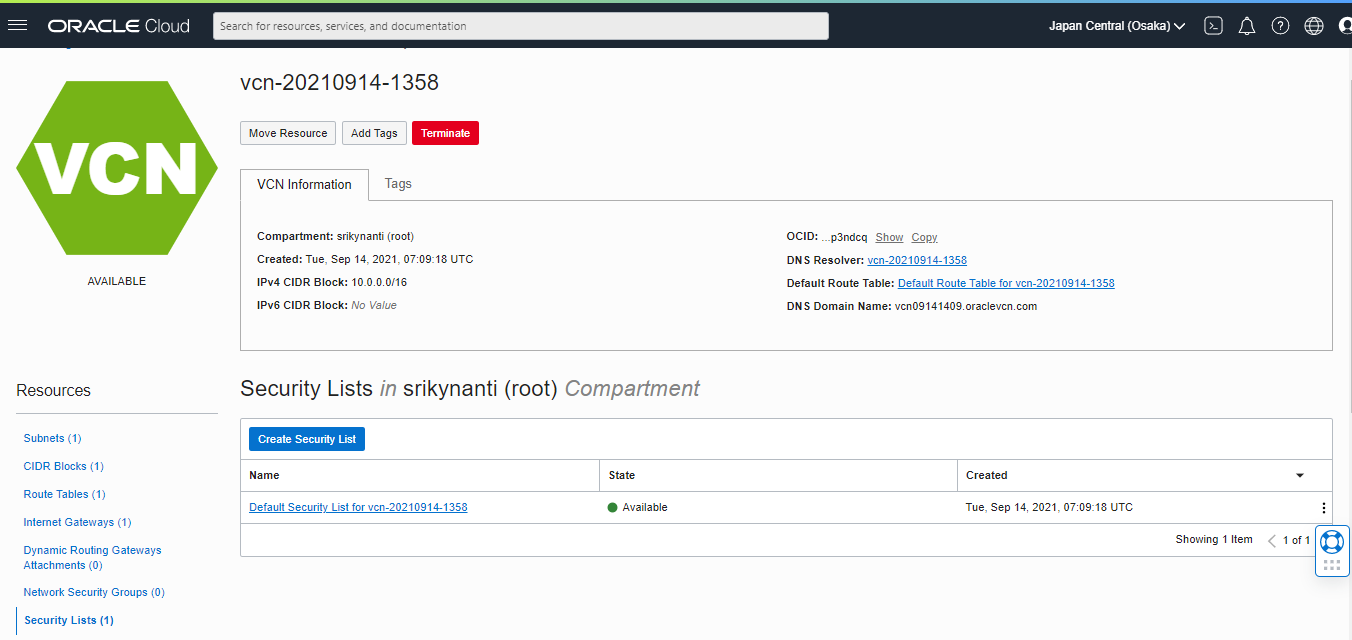 ORACLE Cloud
Search for resources, services, and documentation
Japan Central (Osaka)
VCN
AVAILABLE
vcn-20210914-1358
Move Resource
Add Tags
Terminate
VCN Information
Tags
Compartment: srikynanti (root)
Created: Tue, Sep 14, 2021, 07:09:18 UTC
IPv4 CIDR Block: 10.0.0.0/16
IPv6 CIDR Block: No Value
OCID: ...p3ndcq Show Copy
DNS Resolver: vcn-20210914-1358
Default Route Table: Default Route Table for vcn-20210914-1358
DNS Domain Name: vcn09141409.oraclevcn.com
Resources
Subnets (1)
CIDR Blocks (1)
Route Tables (1)
Internet Gateways (1)
Dynamic Routing Gateways
Attachments (0)
Network Security Groups (0)
Security Lists (1)
Security Lists in srikynanti (root) Compartment
Create Security List
Name State Created
Default Security List for vcn-20210914-1358 Available Tue, Sep 14, 2021, 07:09:18 UTC
Showing 1 Item 1 of 1